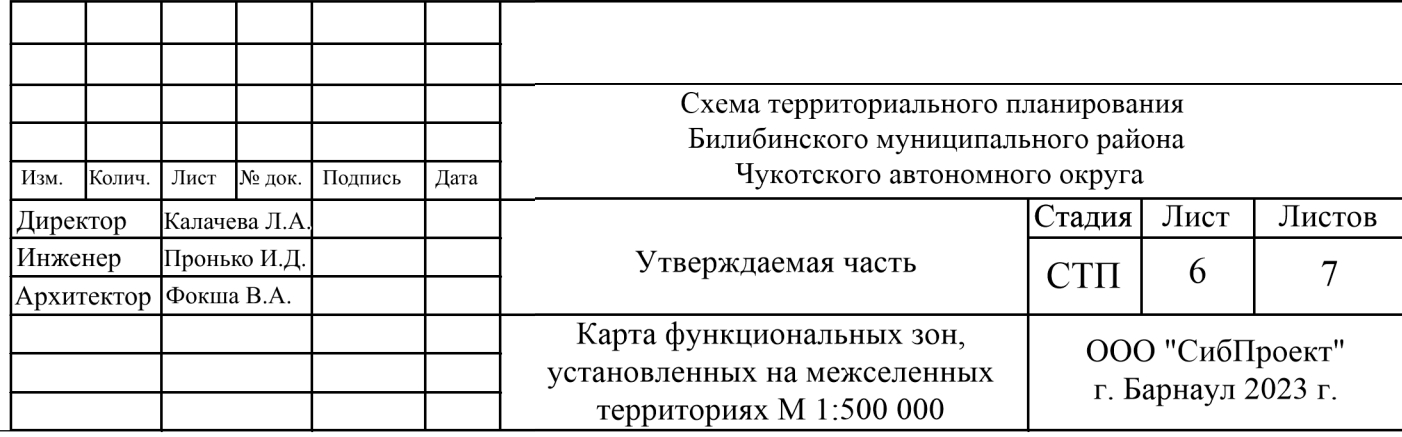 Схема территориального планирования
Билибинского муниципального района
Чукотского автономного округа
Изм. Колич. Лист № док. Подпись Дата
Директор Калачева Л.А.
Инженер Пронько И.Д.
Архитектор Фокша В.А.
Утверждаемая часть
Стадия Лист Листов
СТП 6 7
Карта функциональных зон,
установленных на межселенных
территориях М 1:500 000
ООО "СибПроект"
г. Барнаул 2023 г.